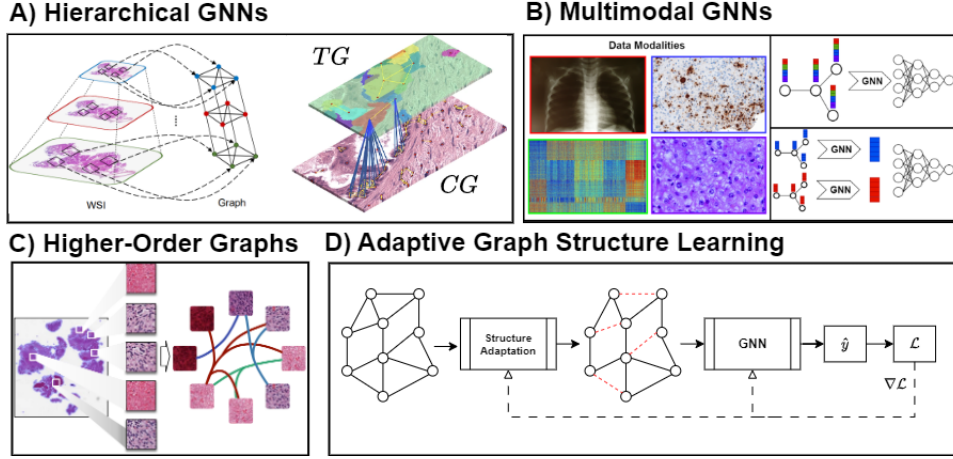 A) Hierarchical GNNs
TG
CG
WSI
Graph
B) Multimodal GNNs
Data Modalities
GNN
GNN
GNN
C) Higher-Order Graphs
D) Adaptive Graph Structure Learning
Structure
Adaptation
GNN
ŷ
ℒ
∇ℒ